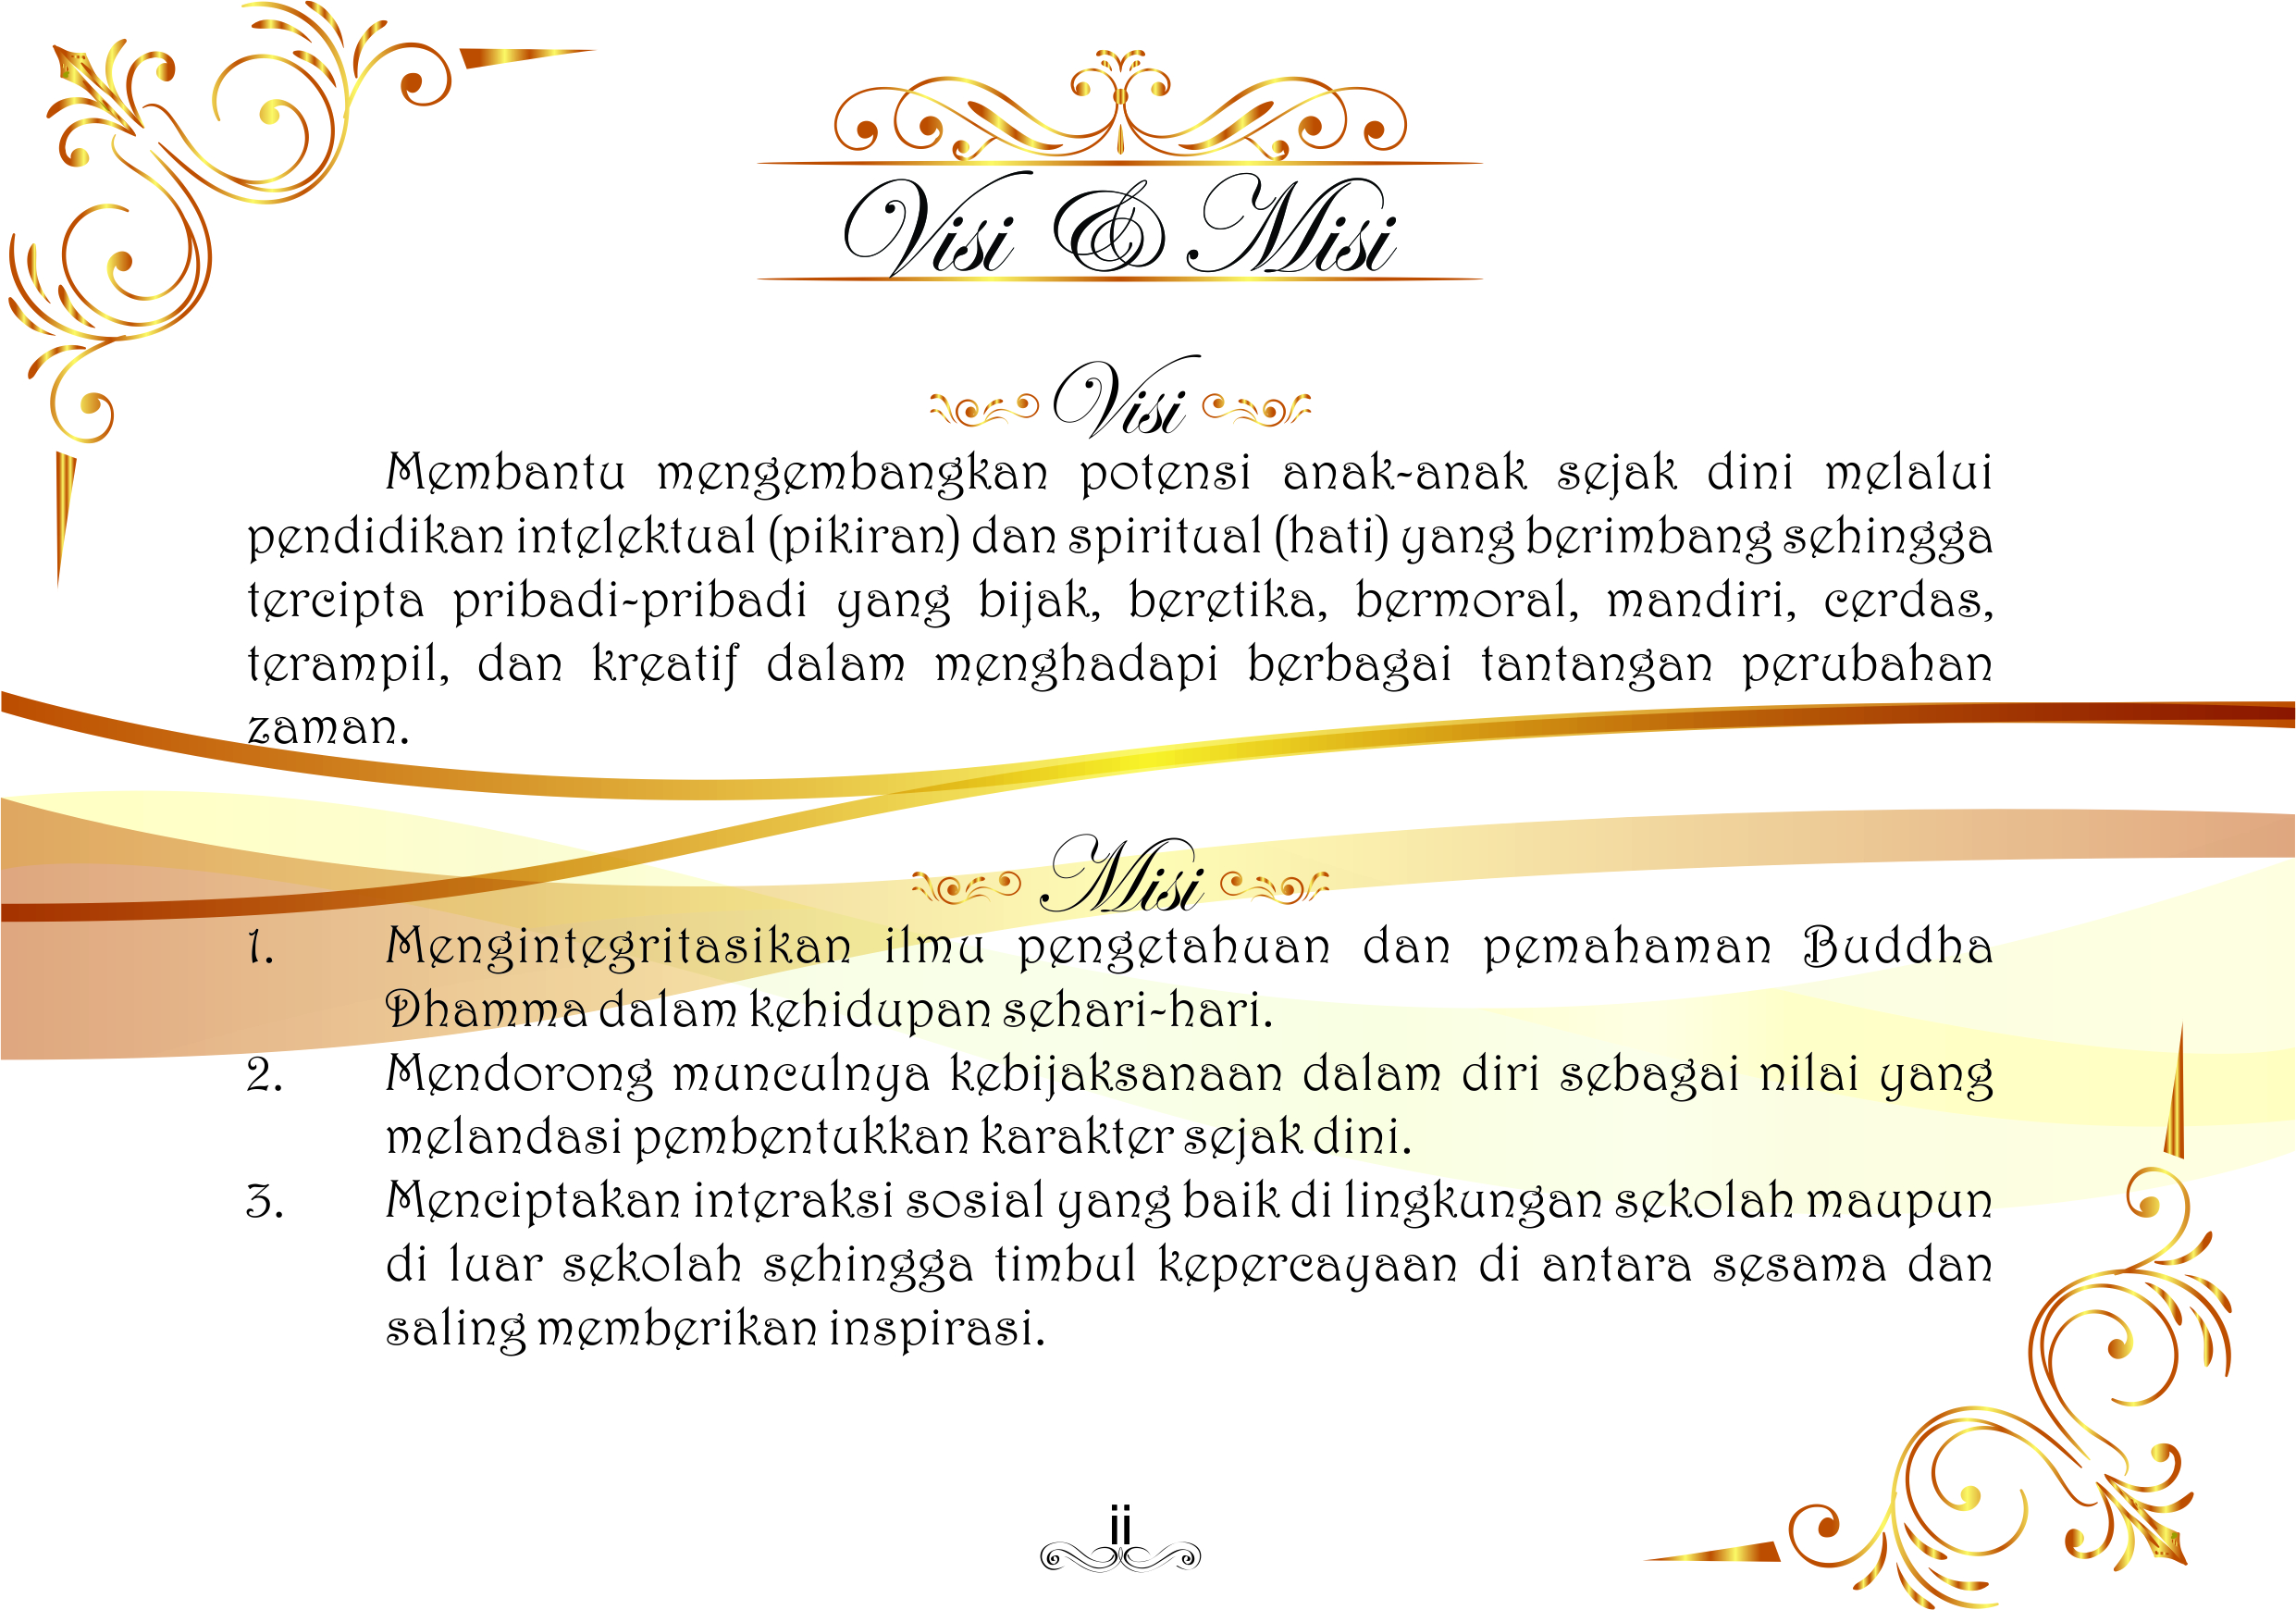 Visi & Misi
Visi
Membantu mengembangkan potensi anak-anak sejak dini melalui
pendidikan intelektual (pikiran) dan spiritual (hati) yang berimbang sehingga
tercipta pribadi-pribadi yang bijak, beretika, bermoral, mandiri, cerdas,
terampil, dan kreatif dalam menghadapi berbagai tantangan perubahan
zaman.
Misi
1. Mengintegritasikan ilmu pengetahuan dan pemahaman Buddha
Dhamma dalam kehidupan sehari-hari.
2. Mendorong munculnya kebijaksanaan dalam diri sebagai nilai yang
melandasi pembentukkan karakter sejak dini.
3. Menciptakan interaksi sosial yang baik di lingkungan sekolah maupun
di luar sekolah sehingga timbul kepercayaan di antara sesama dan
saling memberikan inspirasi.
ii